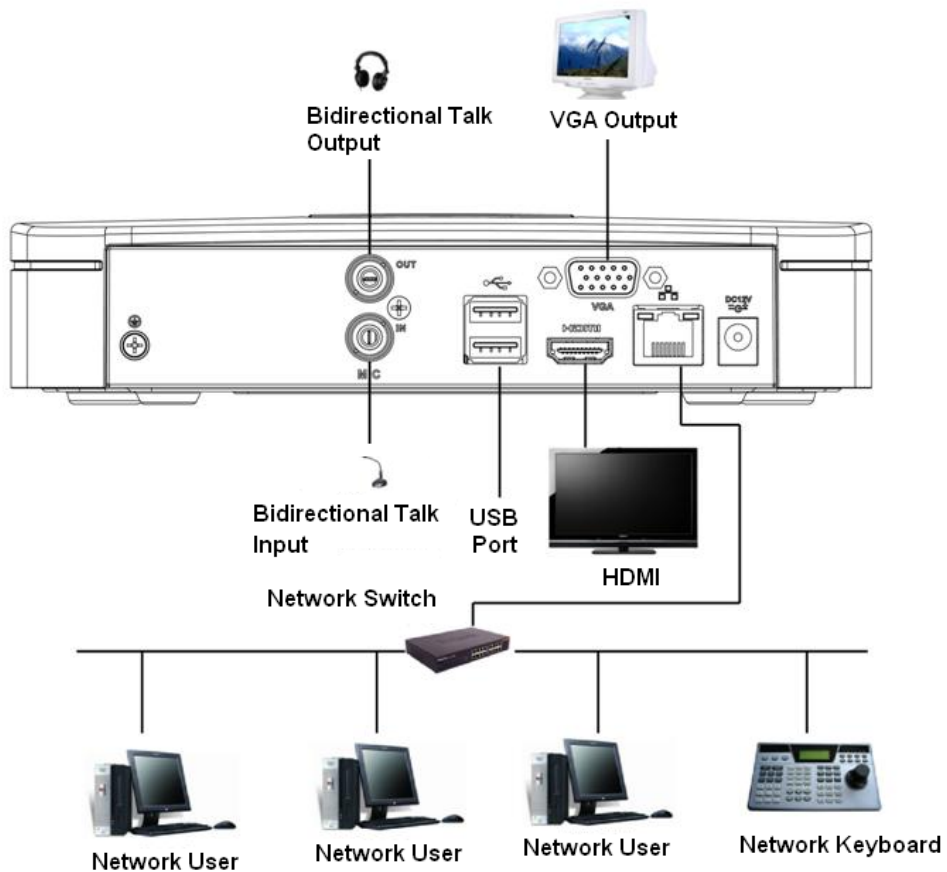 Bidirectional Talk
Output
VGA Output
OUT
VGA
DC12V
IN
HDMI
MIC
Bidirectional Talk
Input
USB
Port
HDMI
Network Switch
Network User
Network User
Network User
Network Keyboard